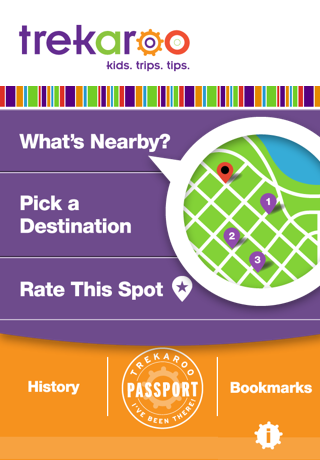 trekaroo
kids. trips. tips.
What's Nearby?
1
2
3
Pick a
Destination
Rate This Spot
History
TREKAROO
PASSPORT
I'VE BEEN THERE!
Bookmarks
i